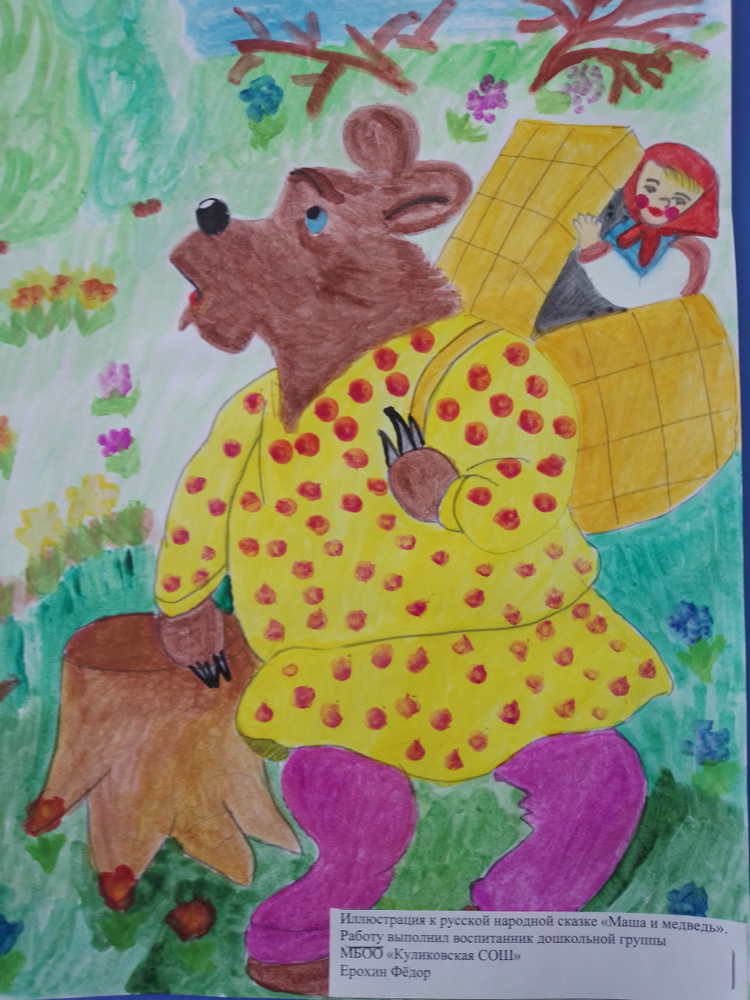 Иллюстрация к русской народной сказке «Маша и медведь».
Работу выполнил воспитанник дошкольной группы
МБОО «Куликовская СОШ»
Ерохин Фёдор